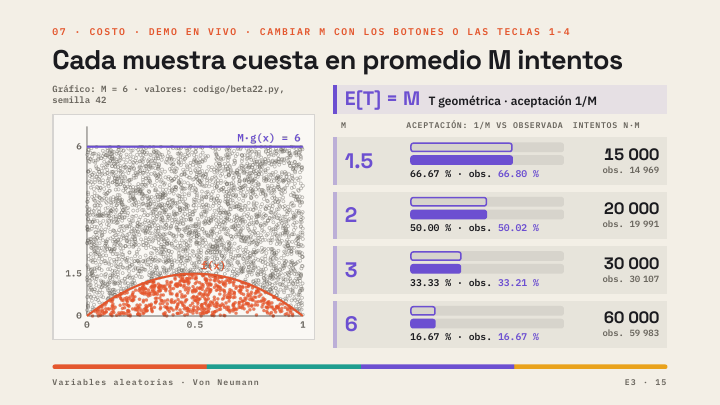 07 · COSTO · DEMO EN VIVO · CAMBIAR M CON LOS BOTONES O LAS TECLAS 1-4
Cada muestra cuesta en promedio M intentos
Gráfico: M = 6 · valores: codigo/beta22.py,
semilla 42
M·g(x) = 6
6
1.5
0
0
0.5
1
E[T] = M T geométrica · aceptación 1/M
M ACEPTACIÓN: 1/M VS OBSERVADA INTENTOS N·M
1.5
66.67 % · obs. 66.80 %
15 000
obs. 14 969
2
50.00 % · obs. 50.02 %
20 000
obs. 19 991
3
33.33 % · obs. 33.21 %
30 000
obs. 30 107
6
16.67 % · obs. 16.67 %
60 000
obs. 59 983
Variables aleatorias · Von Neumann
E3 · 15